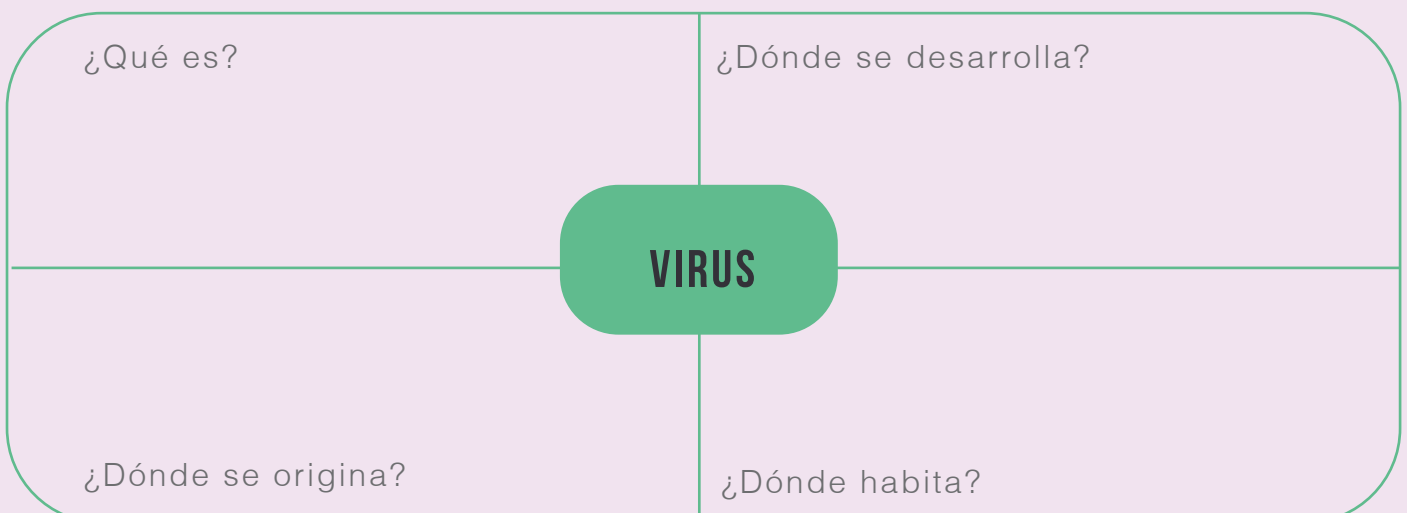 ¿Qué es?
¿Dónde se desarrolla?
VIRUS
¿Dónde se origina?
¿Dónde habita?